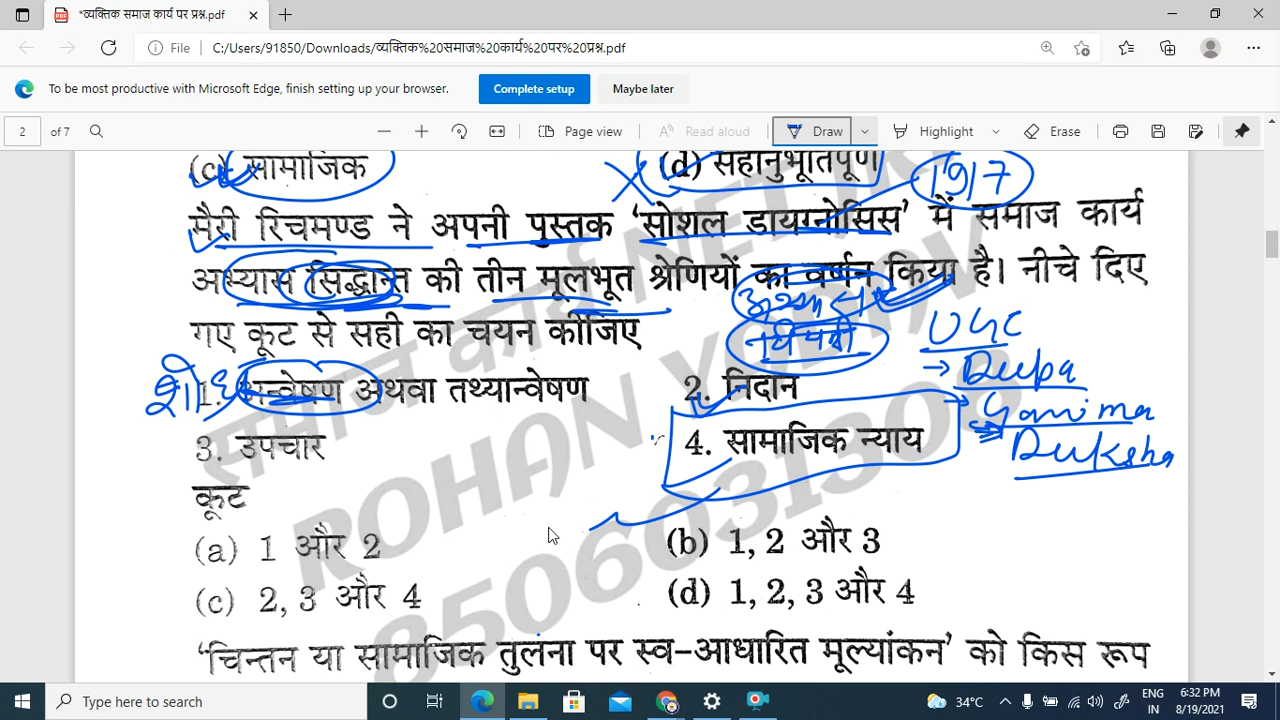 *व्यक्तिक समाज कार्य पर प्रश्न.pdf
File C:/Users/91850/Downloads/व्यक्तिक%20समाज%20कार्य%20पर%20प्रश्न.pdf
To be most productive with Microsoft Edge, finish setting up your browser. Complete setup Maybe later
2 of 7 Page view Read aloud Draw Highlight Erase
(c) सामाजिक (d) सहानुभूतिपूर्ण 1917
मैरी रिचमण्ड ने अपनी पुस्तक 'सोशल डायग्नोसिस' में समाज कार्य
अभ्यास सिद्धान्त की तीन मूलभूत श्रेणियों का वर्णन किया है। नीचे दिए
गए कूट से सही का चयन कीजिए
UGC
1. अन्वेषण अथवा तथ्यान्वेषण 2. निदान
3. उपचार 4. सामाजिक न्याय
कूट
(a) 1 और 2 (b) 1, 2 और 3
(c) 2, 3 और 4 (d) 1, 2, 3 और 4
'चिन्तन या सामाजिक तुलना पर स्व-आधारित मूल्यांकन' को किस रूप
समाज कार्य NET/
ROHAN YADAV
8506031309
Type here to search 34°C ENG 6:32 PM
IN 8/19/2021